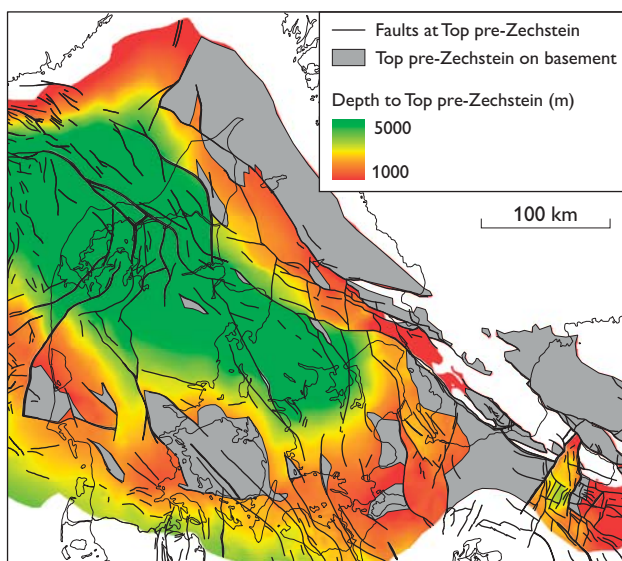 Faults at Top pre-Zechstein
Top pre-Zechstein on basement
Depth to Top pre-Zechstein (m)
5000
1000
100 km